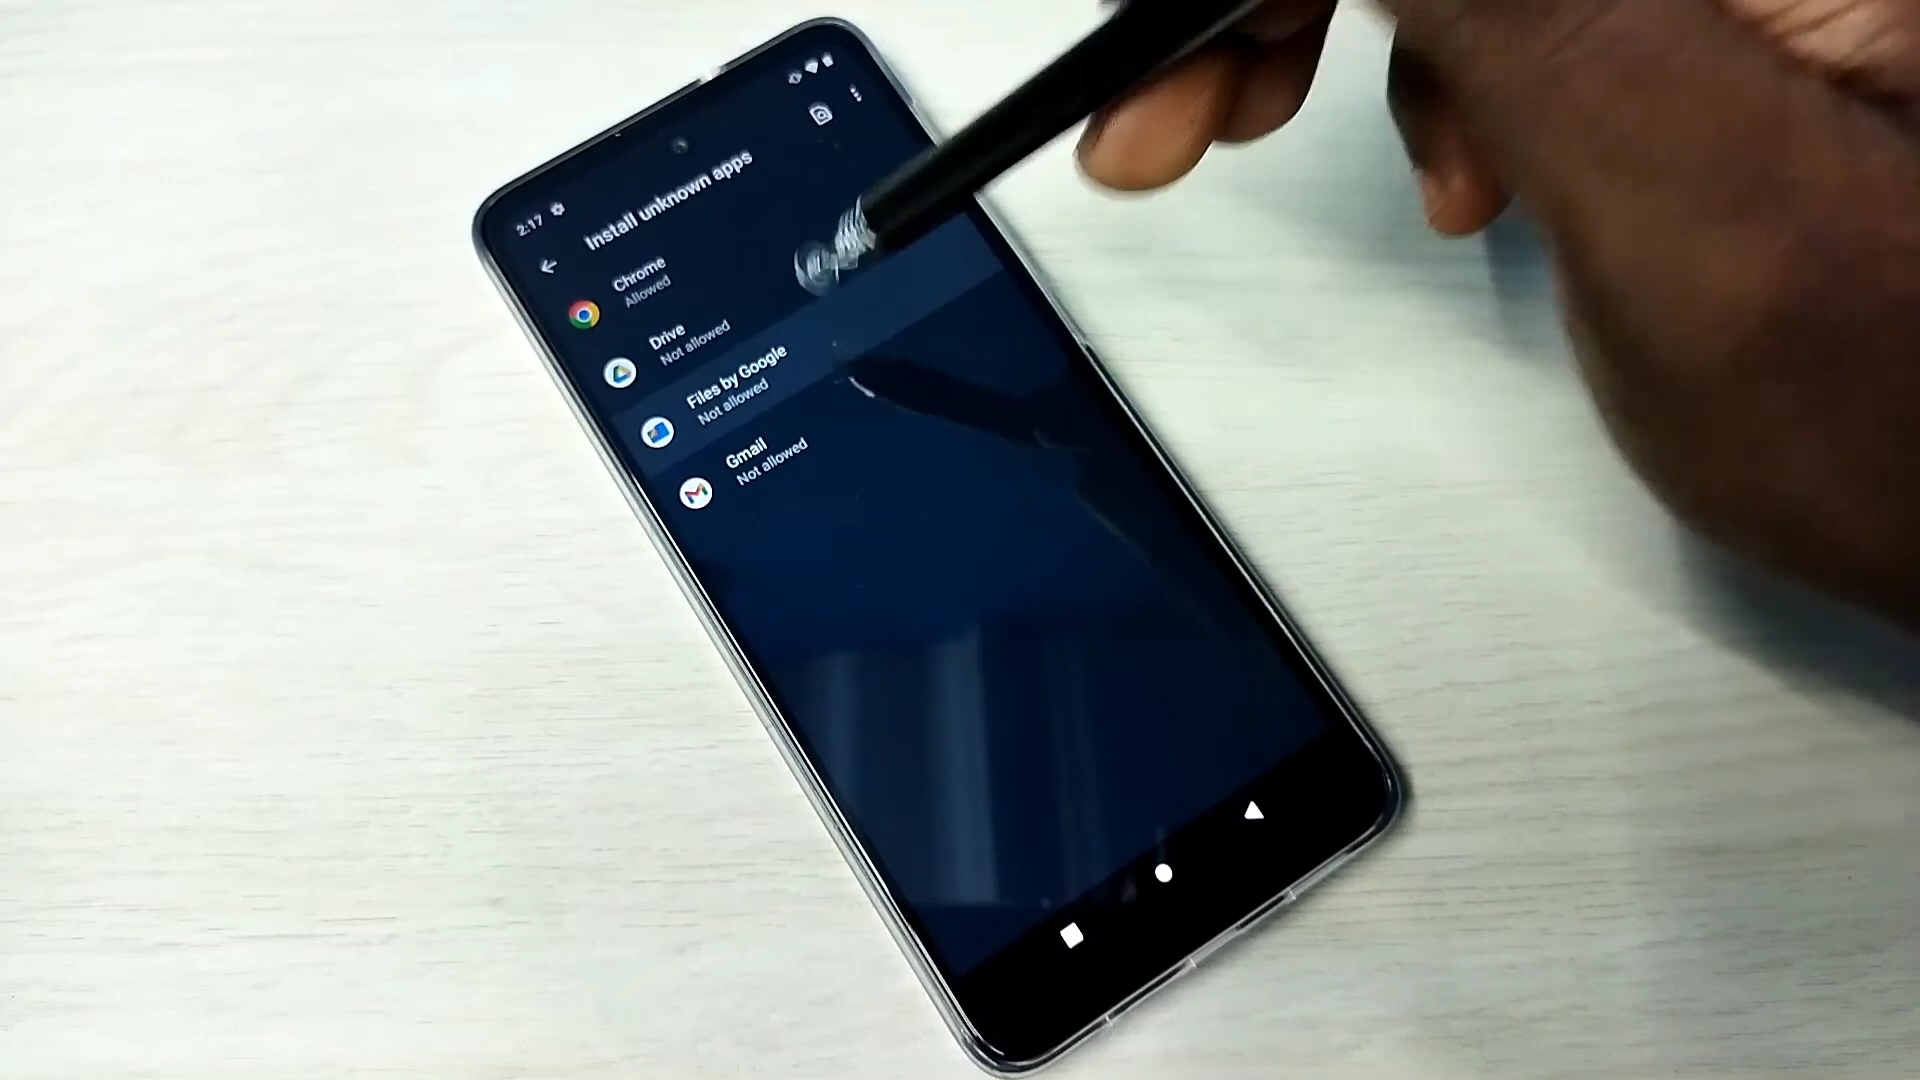 2:17
Install unknown apps
Chrome
Allowed
Drive
Not allowed
Files by Google
Not allowed
Gmail
Not allowed